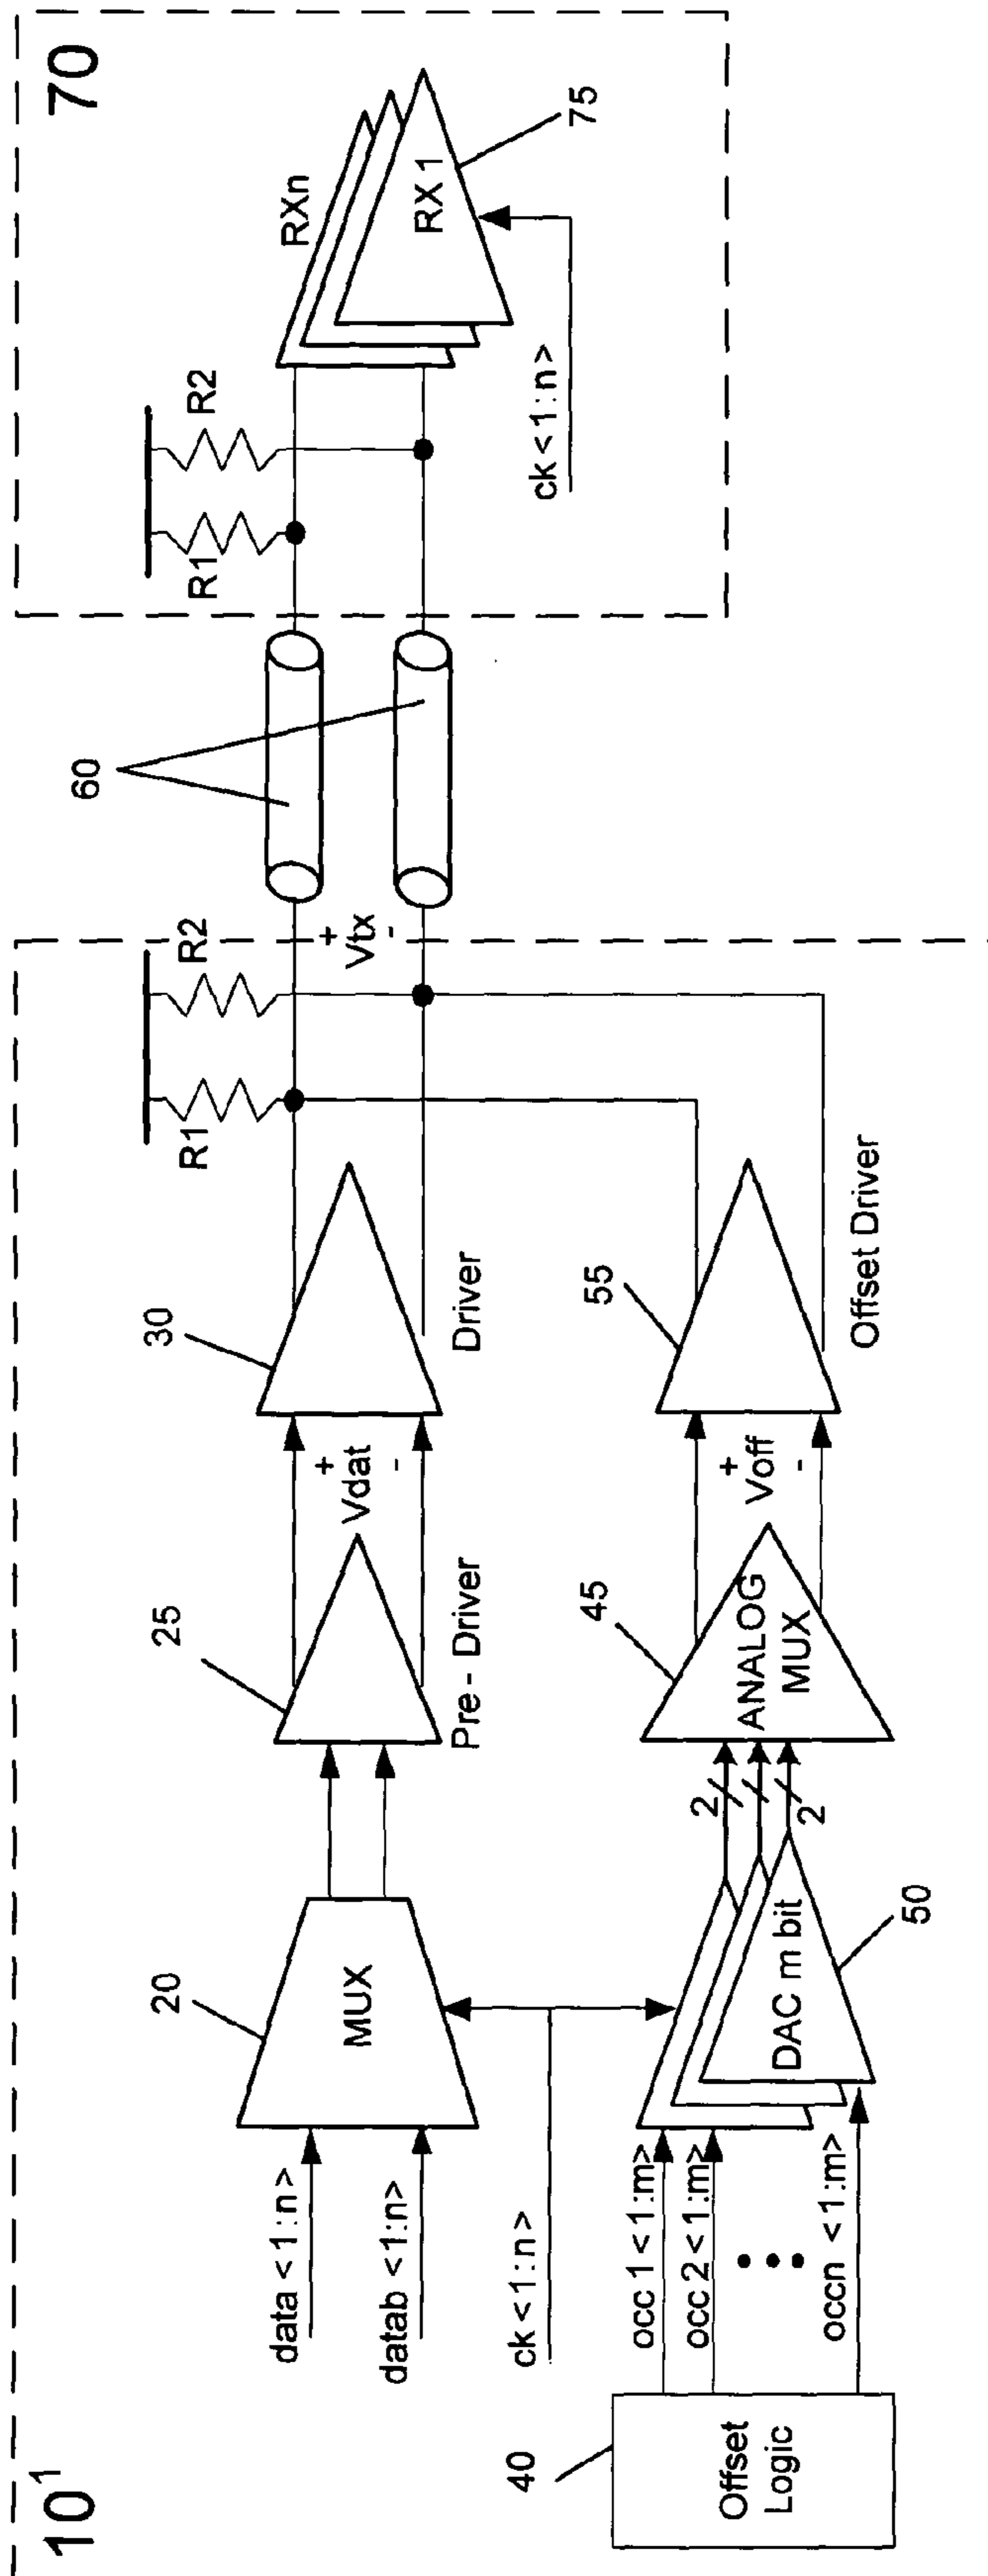 10¹
20
MUX
data <1:n>
datab <1:n>
ck <1:n>
25
Pre - Driver
+
Vdat
-
30
Driver
R1
R2
+
Vtx
-
60
70
R1
R2
RXn
RX 1
75
ck <1:n>
40
Offset
Logic
occ 1 <1:m>
occ 2 <1:m>
occn <1:m>
DAC m bit
50
2
2
45
ANALOG
MUX
+
Voff
-
55
Offset Driver